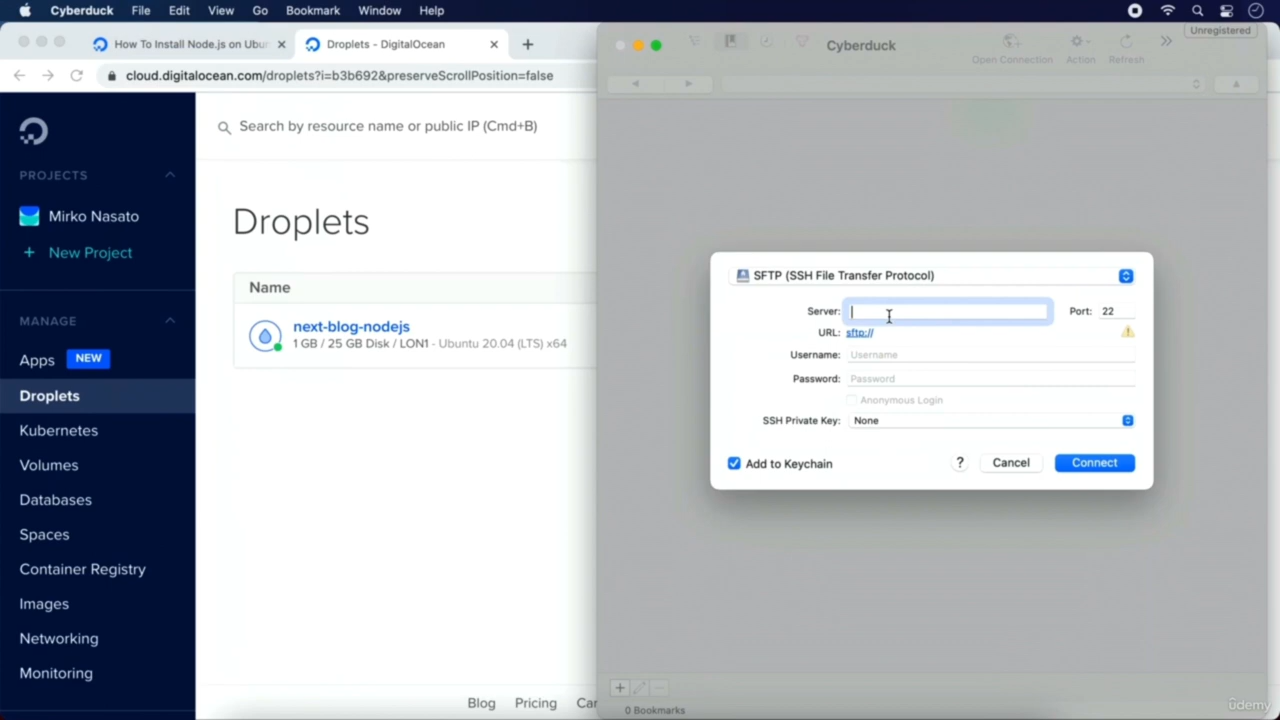 Cyberduck File Edit View Go Bookmark Window Help
How To Install Node.js on Ubun
Droplets - DigitalOcean
cloud.digitalocean.com/droplets?i=b3b692&preserveScrollPosition=false
PROJECTS
Mirko Nasato
+ New Project
MANAGE
Apps NEW
Droplets
Kubernetes
Volumes
Databases
Spaces
Container Registry
Images
Networking
Monitoring
Search by resource name or public IP (Cmd+B)
Droplets
Name
next-blog-nodejs
1 GB / 25 GB Disk / LON1 - Ubuntu 20.04 (LTS) x64
Blog Pricing Car
Unregistered
Cyberduck
Open Connection Action Refresh
SFTP (SSH File Transfer Protocol)
Server: Port: 22
URL: sftp://
Username: Username
Password: Password
Anonymous Login
SSH Private Key: None
Add to Keychain ? Cancel Connect
0 Bookmarks
ûdemy